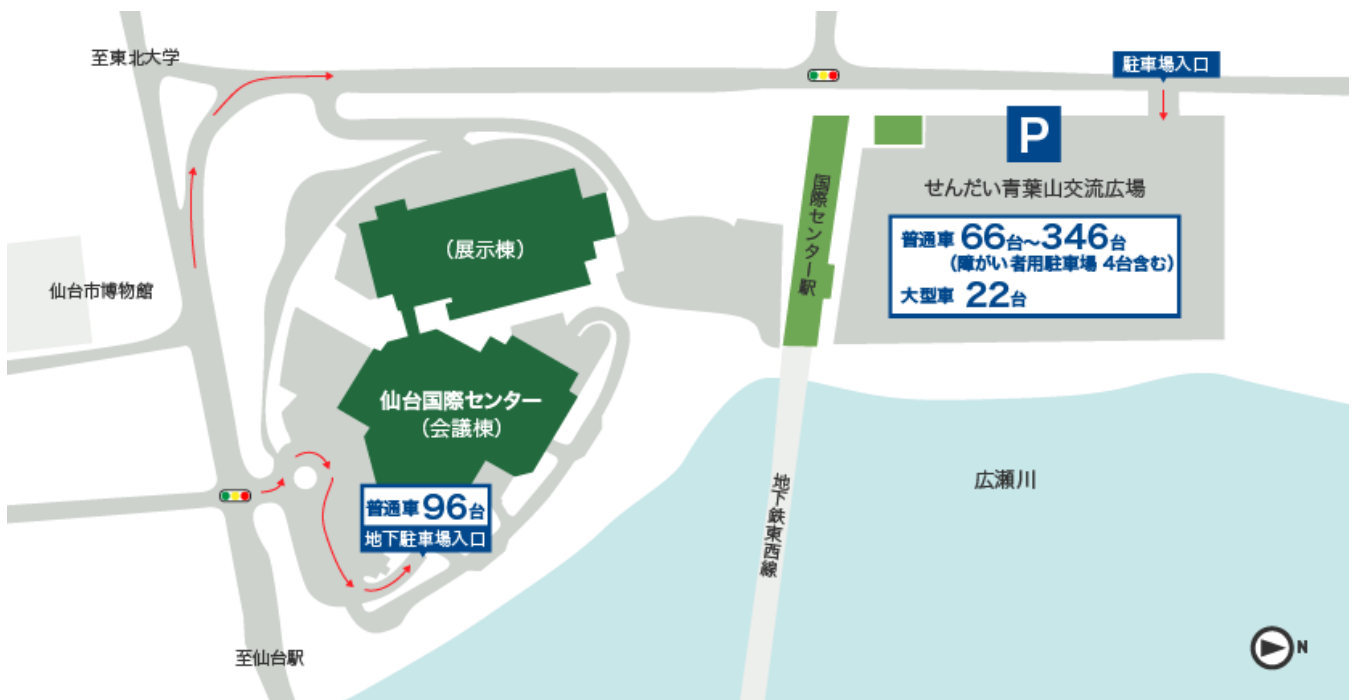 至東北大学
駐車場入口
P
せんだい青葉山交流広場
国際センター駅
普通車 66台~346台
(障がい者用駐車場 4台含む)
大型車 22台
(展示棟)
仙台市博物館
仙台国際センター
(会議棟)
普通車 96台
地下駐車場入口
地下鉄東西線
広瀬川
至仙台駅
N